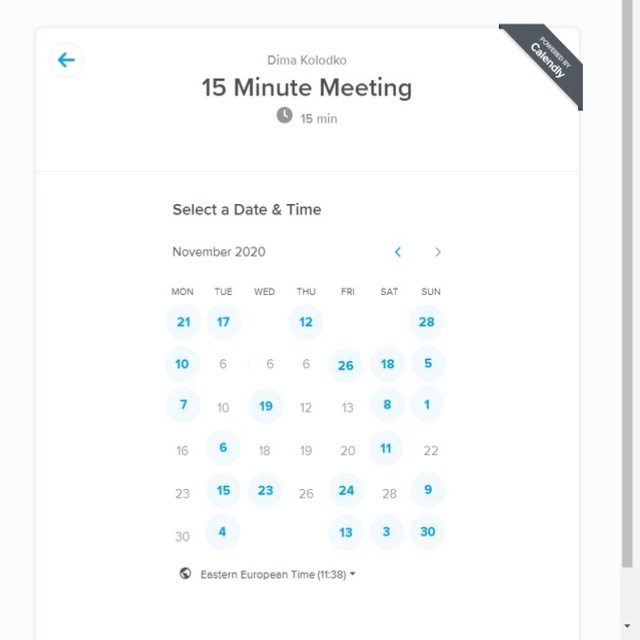 POWERED BY
Calendly
Dima Kolodko
15 Minute Meeting
15 min
Select a Date & Time
November 2020
MON TUE WED THU FRI SAT SUN
21 17 12 28
10 6 6 6 26 18 5
7 10 19 12 13 8 1
16 6 18 19 20 11 22
23 15 23 26 24 28 9
30 4 13 3 30
Eastern European Time (11:38)